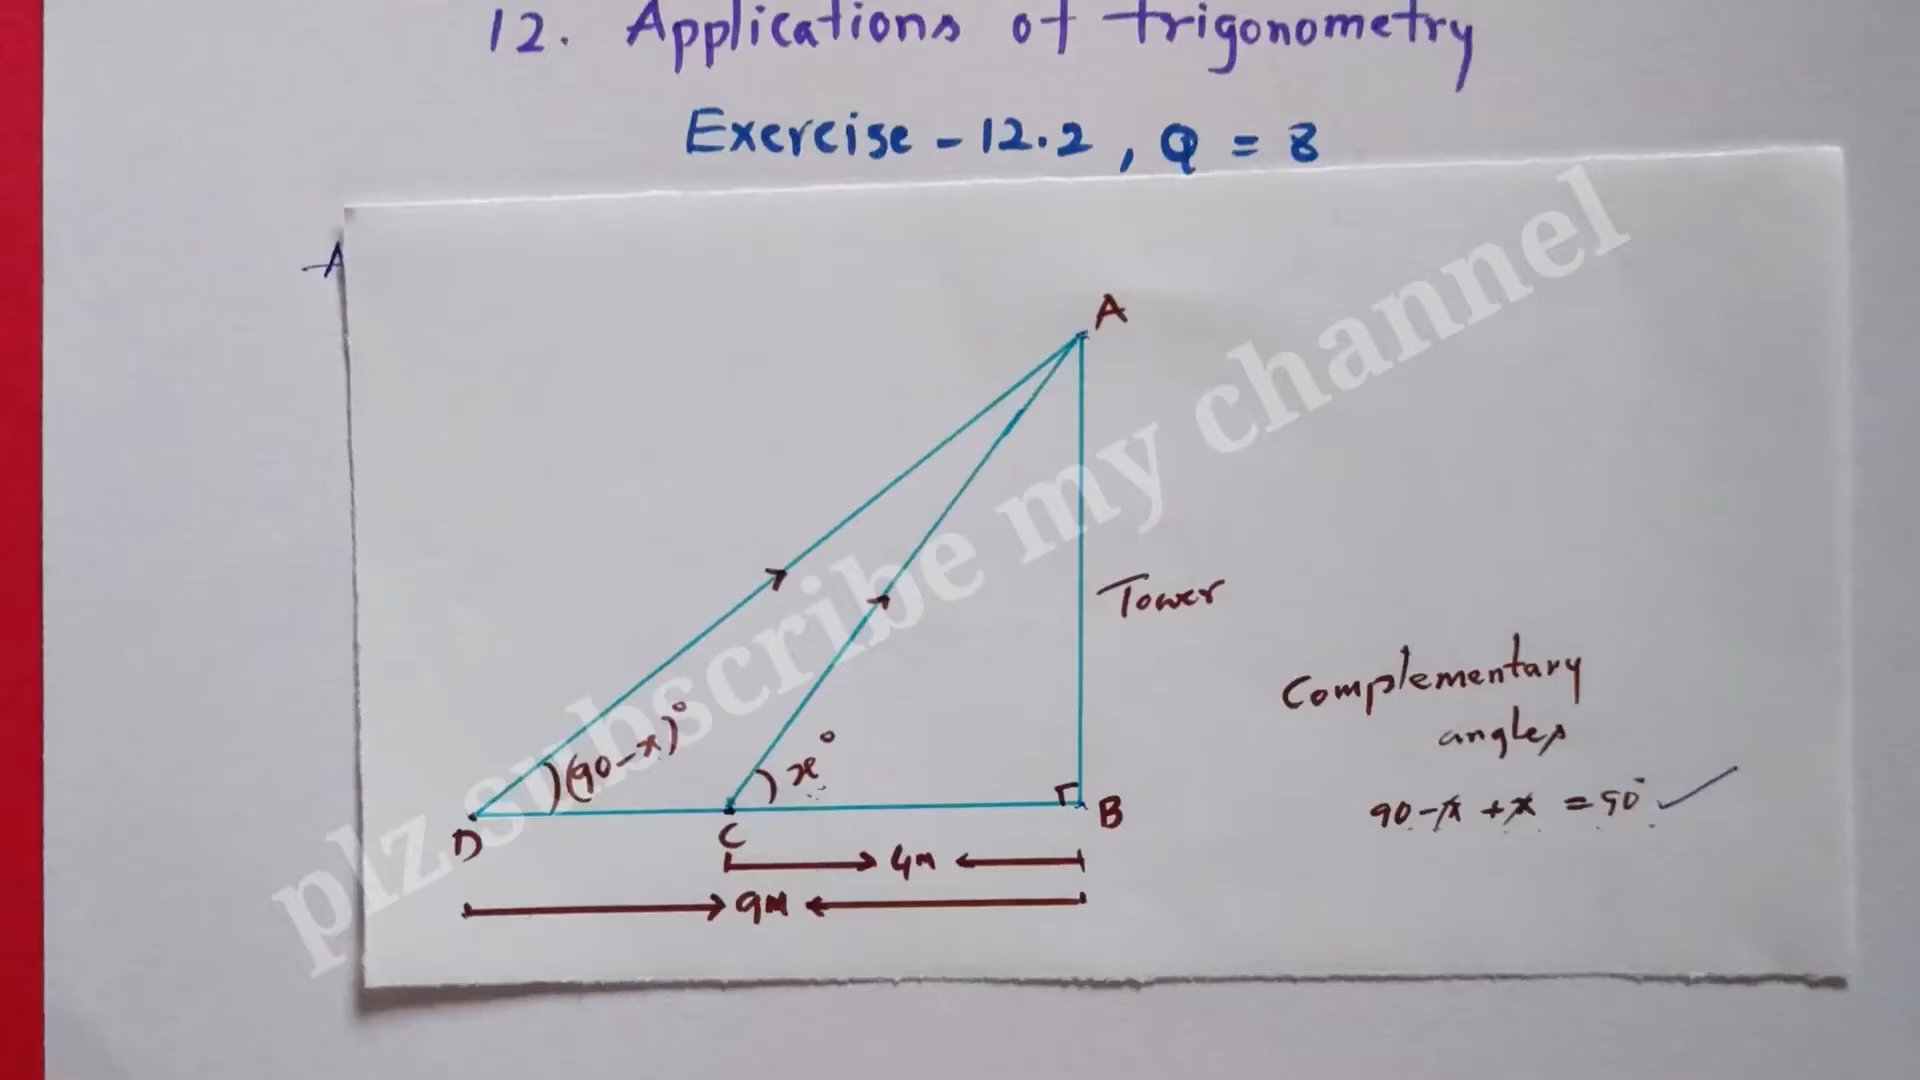 12. Applications of trigonometry
Exercise - 12.2, Q = 8
A
A
Tower
Complementary
angles
90-x + x = 90°
(90-x)°
x°
D
C
B
4m
9M
plz subscribe my channel